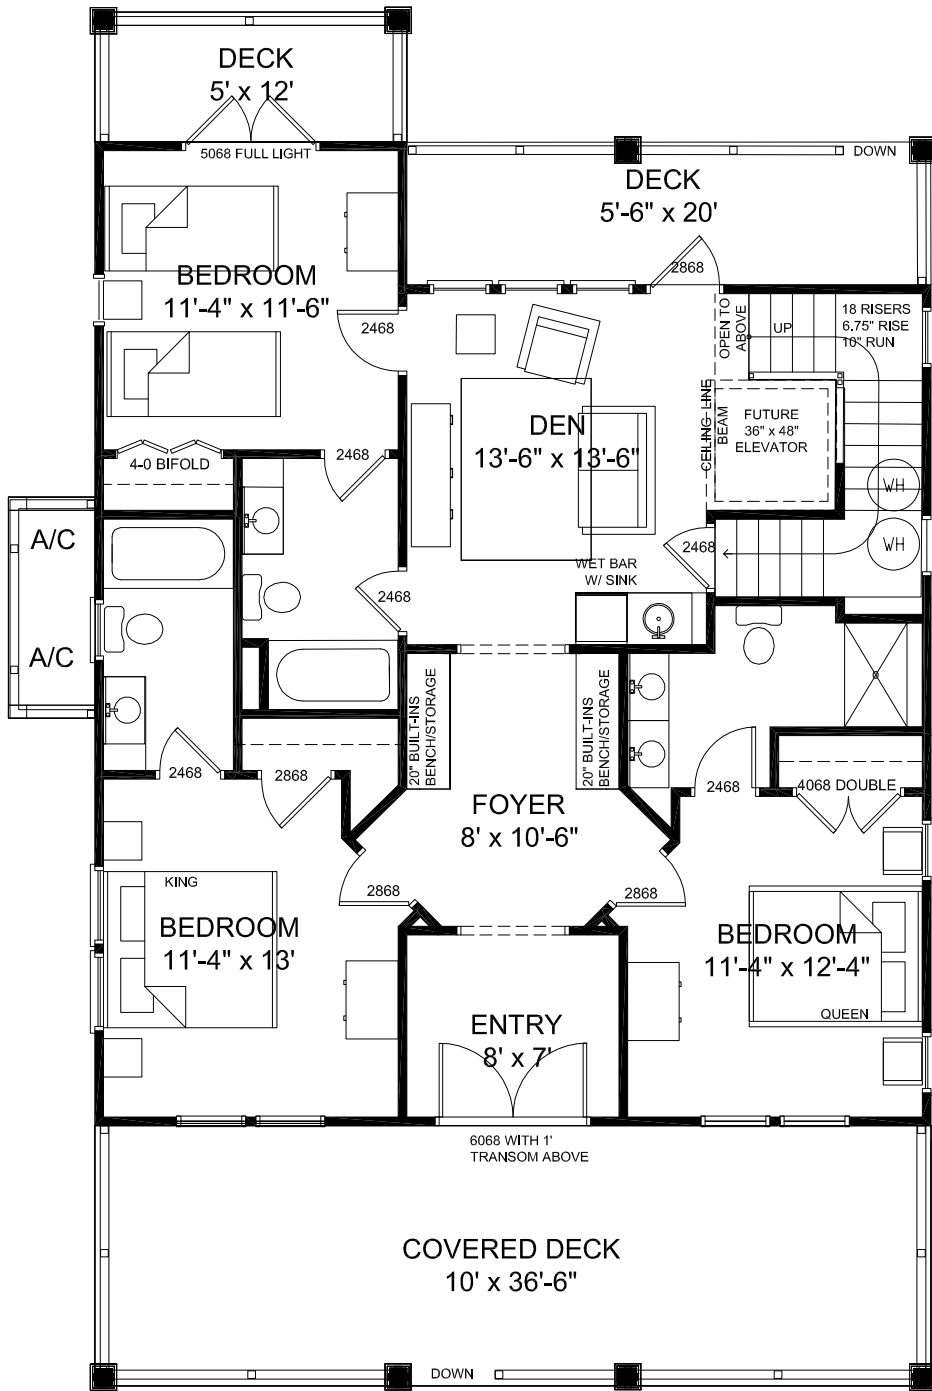 DECK
5' x 12'
5068 FULL LIGHT
DOWN
DECK
5'-6" x 20'
2868
BEDROOM
11'-4" x 11'-6"
2468
OPEN TO
ABOVE
UP
18 RISERS
6.75" RISE
10" RUN
CEILING LINE
BEAM
FUTURE
36" x 48"
ELEVATOR
DEN
13'-6" x 13'-6"
2468
4-0 BIFOLD
WH
WH
A/C
A/C
2468
WET BAR
W/ SINK
2468
20" BUILT-INS
BENCH/STORAGE
20" BUILT-INS
BENCH/STORAGE
2468
2868
2468
4068 DOUBLE
FOYER
8' x 10'-6"
KING
2868
2868
BEDROOM
11'-4" x 13'
BEDROOM
11'-4" x 12'-4"
QUEEN
ENTRY
8' x 7'
6068 WITH 1'
TRANSOM ABOVE
COVERED DECK
10' x 36'-6"
DOWN